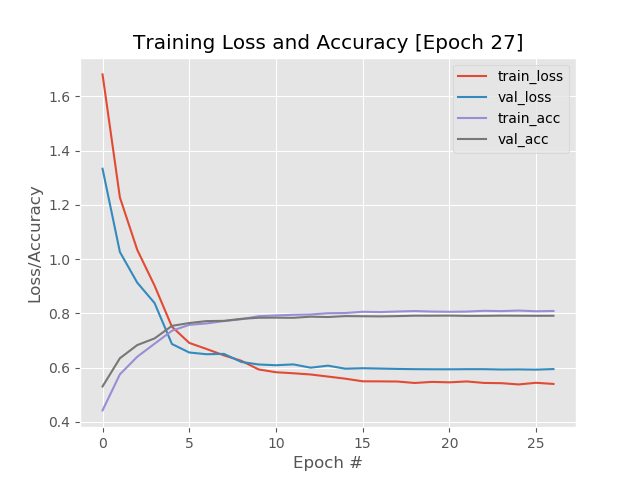 Training Loss and Accuracy [Epoch 27]
train_loss
val_loss
train_acc
val_acc
Loss/Accuracy
1.6
1.4
1.2
1.0
0.8
0.6
0.4
0
5
10
15
20
25
Epoch #